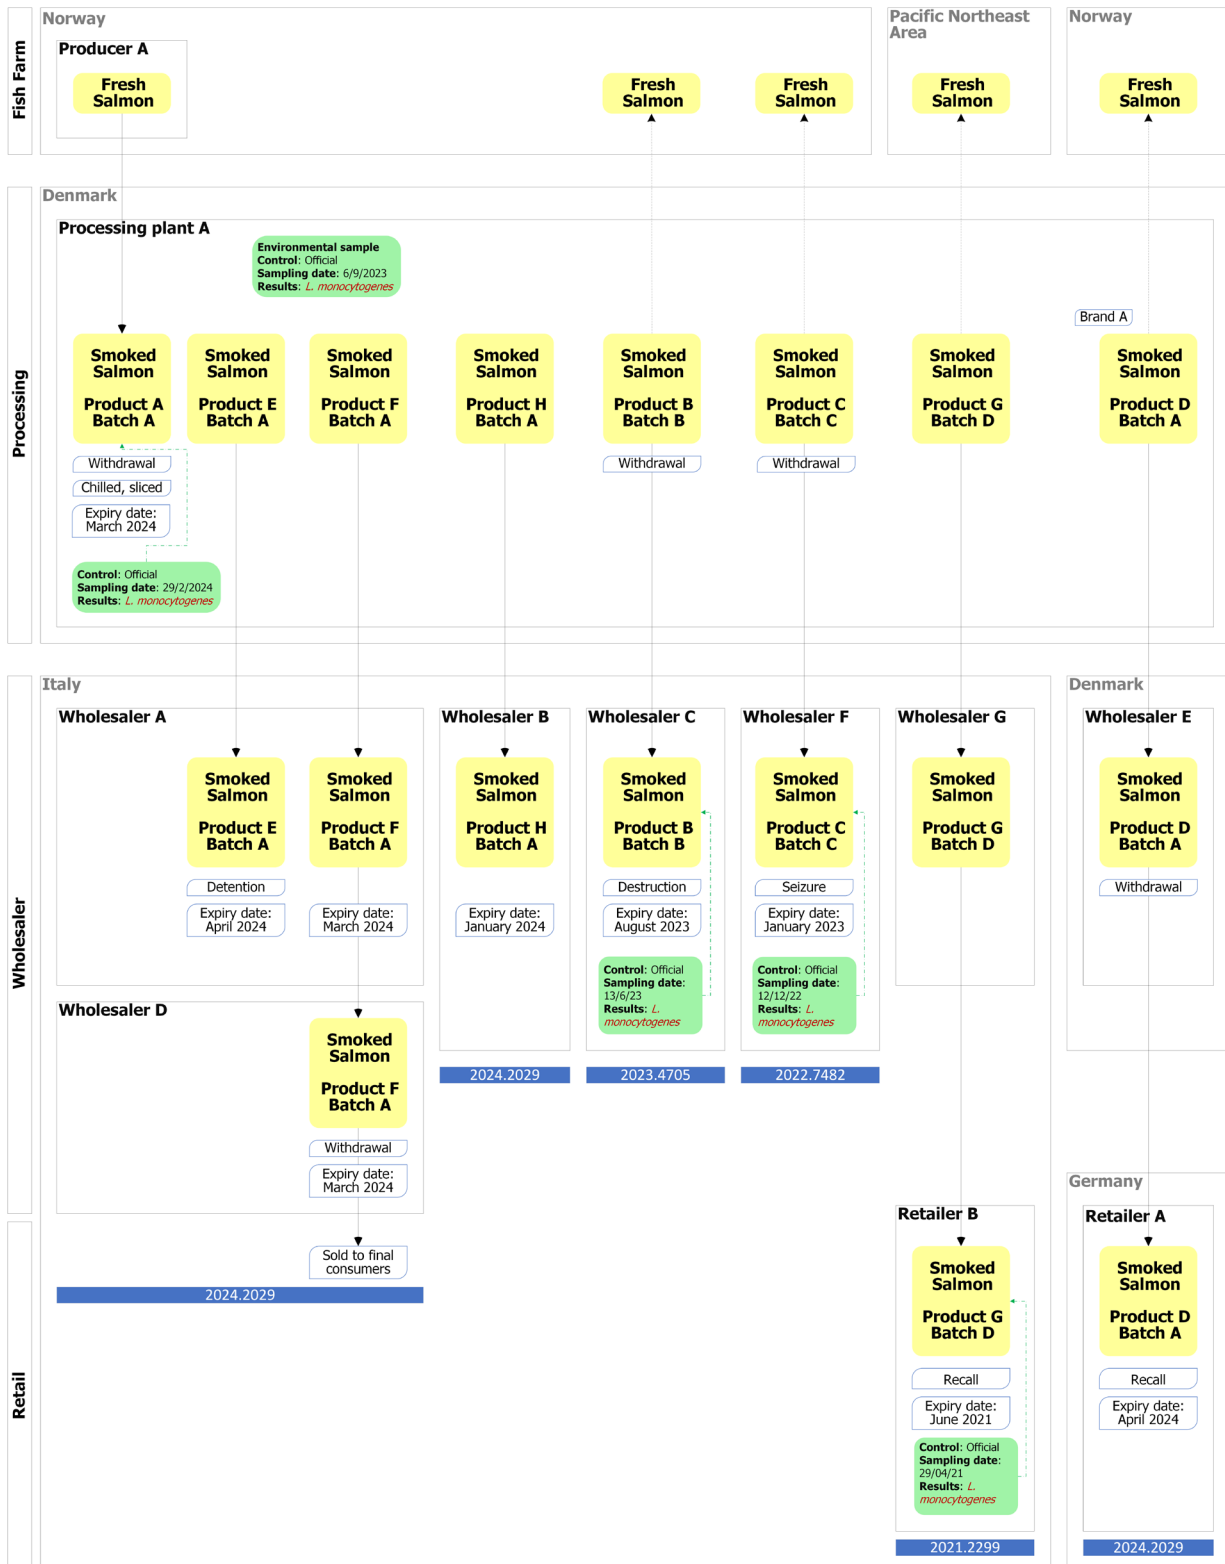 Fish Farm
Norway
Pacific Northeast
Area
Norway
Producer A
Fresh
Salmon
Fresh
Salmon
Fresh
Salmon
Fresh
Salmon
Fresh
Salmon
Processing
Denmark
Processing plant A
Environmental sample
Control: Official
Sampling date: 6/9/2023
Results: L. monocytogenes
Brand A
Smoked
Salmon
Product A
Batch A
Smoked
Salmon
Product E
Batch A
Smoked
Salmon
Product F
Batch A
Smoked
Salmon
Product H
Batch A
Smoked
Salmon
Product B
Batch B
Smoked
Salmon
Product C
Batch C
Smoked
Salmon
Product G
Batch D
Smoked
Salmon
Product D
Batch A
Withdrawal
Chilled, sliced
Expiry date:
March 2024
Withdrawal
Withdrawal
Control: Official
Sampling date: 29/2/2024
Results: L. monocytogenes
Wholesaler
Italy
Denmark
Wholesaler A
Wholesaler B
Wholesaler C
Wholesaler F
Wholesaler G
Wholesaler E
Smoked
Salmon
Product E
Batch A
Smoked
Salmon
Product F
Batch A
Smoked
Salmon
Product H
Batch A
Smoked
Salmon
Product B
Batch B
Smoked
Salmon
Product C
Batch C
Smoked
Salmon
Product G
Batch D
Smoked
Salmon
Product D
Batch A
Detention
Expiry date:
April 2024
Expiry date:
March 2024
Expiry date:
January 2024
Destruction
Expiry date:
August 2023
Seizure
Expiry date:
January 2023
Withdrawal
Control: Official
Sampling date:
13/6/23
Results: L.
monocytogenes
Control: Official
Sampling date:
12/12/22
Results: L.
monocytogenes
2024.2029
2023.4705
2022.7482
Wholesaler D
Smoked
Salmon
Product F
Batch A
Withdrawal
Expiry date:
March 2024
Germany
Retail
Sold to final
consumers
2024.2029
Retailer B
Smoked
Salmon
Product G
Batch D
Recall
Expiry date:
June 2021
Control: Official
Sampling date:
29/04/21
Results: L.
monocytogenes
2021.2299
Retailer A
Smoked
Salmon
Product D
Batch A
Recall
Expiry date:
April 2024
2024.2029